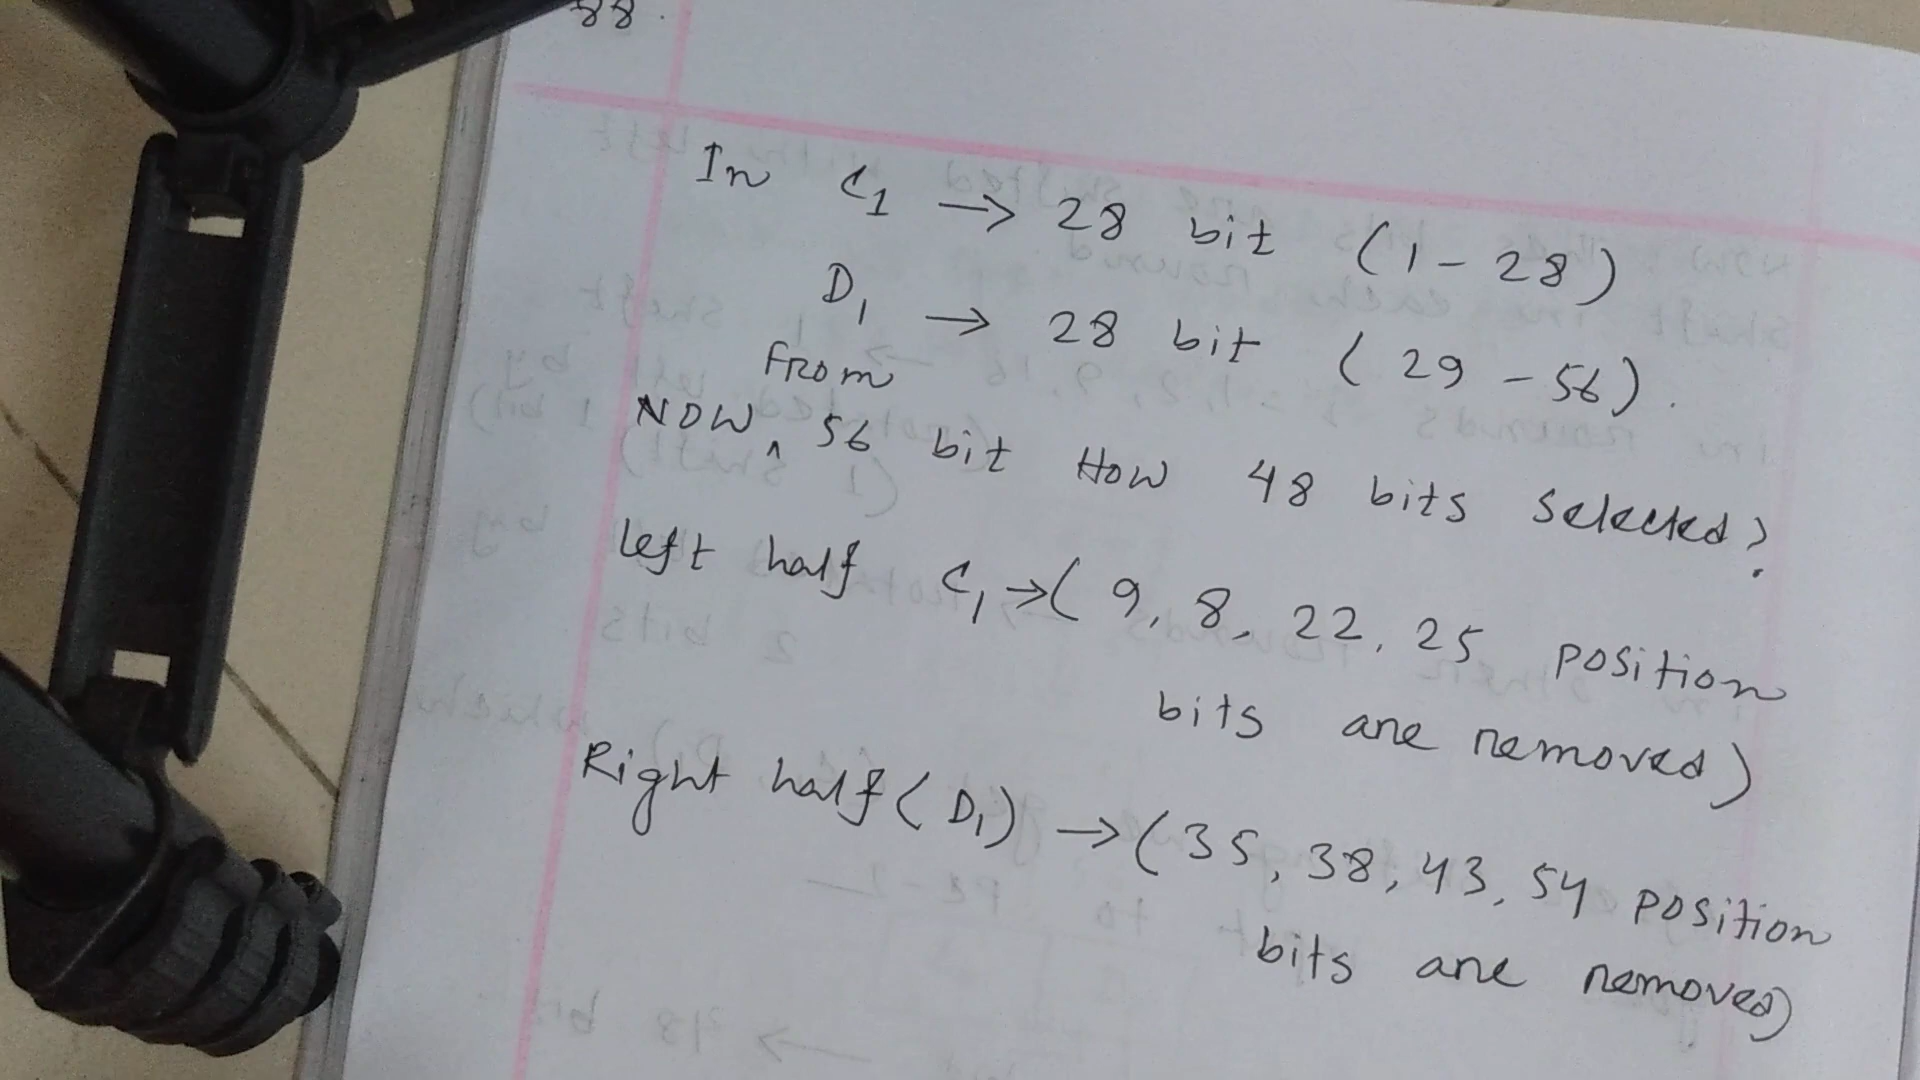 88.
In C1 → 28 bit (1-28)
D1 → 28 bit (29-56).
From
NOW ^ 56 bit How 48 bits selected?
left half C1 → (9, 8, 22, 25 position
bits are removed)
Right half (D1) → (35, 38, 43, 54 position
bits are removed)